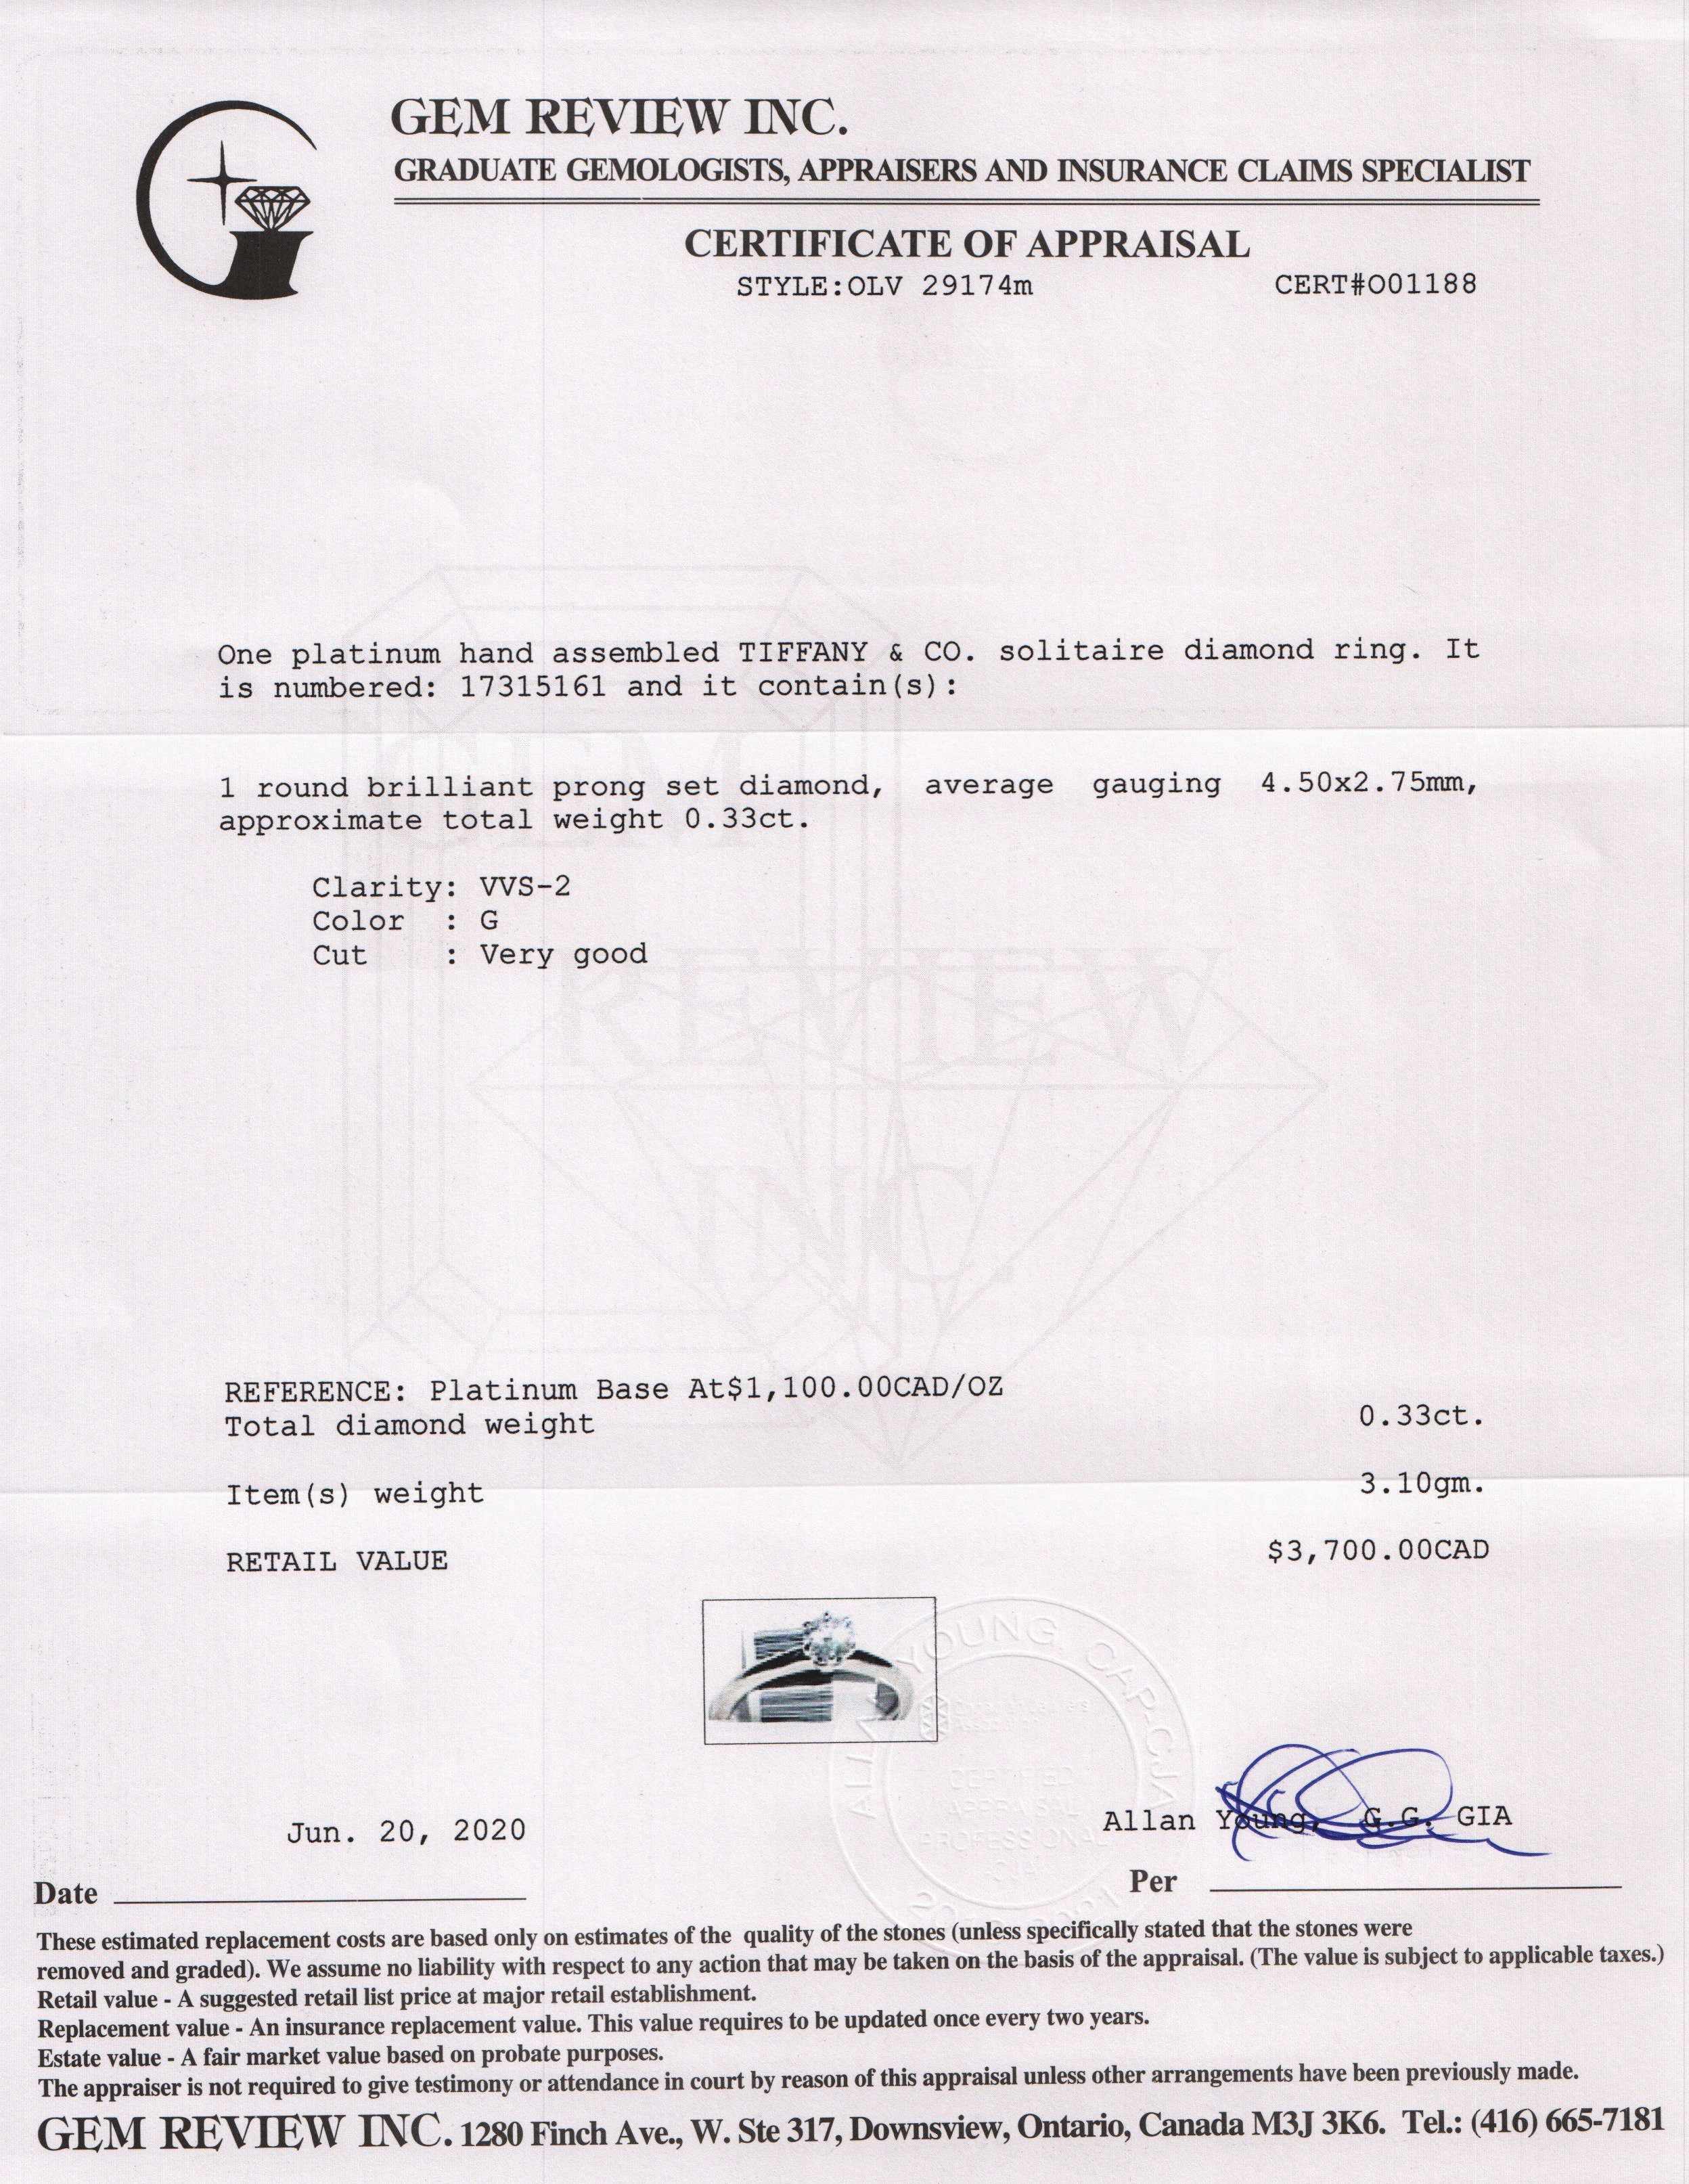 GEM REVIEW INC.
GRADUATE GEMOLOGISTS, APPRAISERS AND INSURANCE CLAIMS SPECIALIST
CERTIFICATE OF APPRAISAL
STYLE:OLV 29174m CERT#O01188
One platinum hand assembled TIFFANY & CO. solitaire diamond ring. It
is numbered: 17315161 and it contain(s):
GEM
1 round brilliant prong set diamond, average gauging 4.50x2.75mm,
approximate total weight 0.33ct.
Clarity: VVS-2
Color : G
Cut : Very good
REVIEW
INC.
REFERENCE: Platinum Base At$1,100.00CAD/OZ
Total diamond weight 0.33ct.
Item(s) weight 3.10gm.
RETAIL VALUE $3,700.00CAD
ALLAN YOUNG, CAP-CJA
CERTIFIED
APPRAISAL
PROFESSIONAL
CJA
Jun. 20, 2020
Allan Young, G.G. GIA
Date
Per
These estimated replacement costs are based only on estimates of the quality of the stones (unless specifically stated that the stones were
removed and graded). We assume no liability with respect to any action that may be taken on the basis of the appraisal. (The value is subject to applicable taxes.)
Retail value - A suggested retail list price at major retail establishment.
Replacement value - An insurance replacement value. This value requires to be updated once every two years.
Estate value - A fair market value based on probate purposes.
The appraiser is not required to give testimony or attendance in court by reason of this appraisal unless other arrangements have been previously made.
GEM REVIEW INC. 1280 Finch Ave., W. Ste 317, Downsview, Ontario, Canada M3J 3K6. Tel.: (416) 665-7181